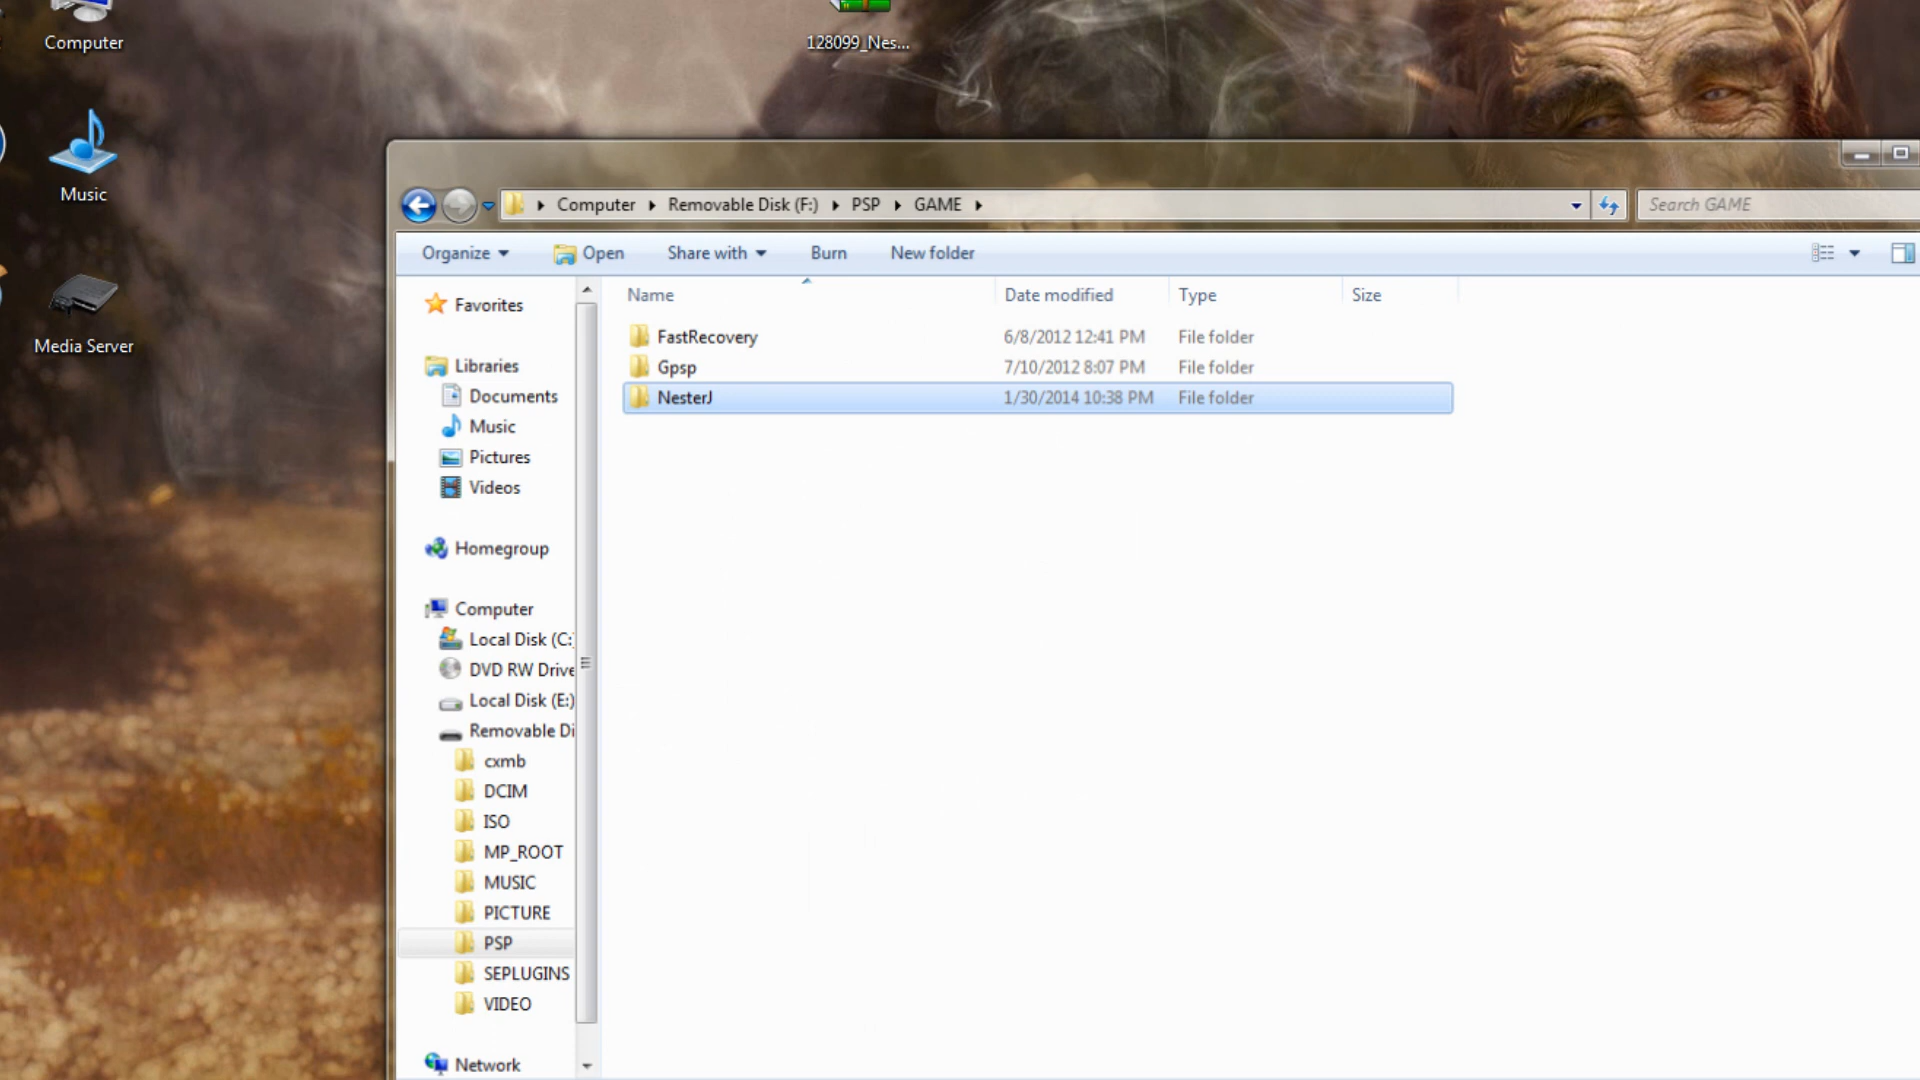 Computer
128099_Nes...
Music
Media Server
Computer Removable Disk (F:) PSP GAME
Search GAME
Organize Open Share with Burn New folder
Name Date modified Type Size
FastRecovery 6/8/2012 12:41 PM File folder
Gpsp 7/10/2012 8:07 PM File folder
NesterJ 1/30/2014 10:38 PM File folder
Favorites
Libraries
Documents
Music
Pictures
Videos
Homegroup
Computer
Local Disk (C:)
DVD RW Drive
Local Disk (E:)
Removable Di
cxmb
DCIM
ISO
MP_ROOT
MUSIC
PICTURE
PSP
SEPLUGINS
VIDEO
Network